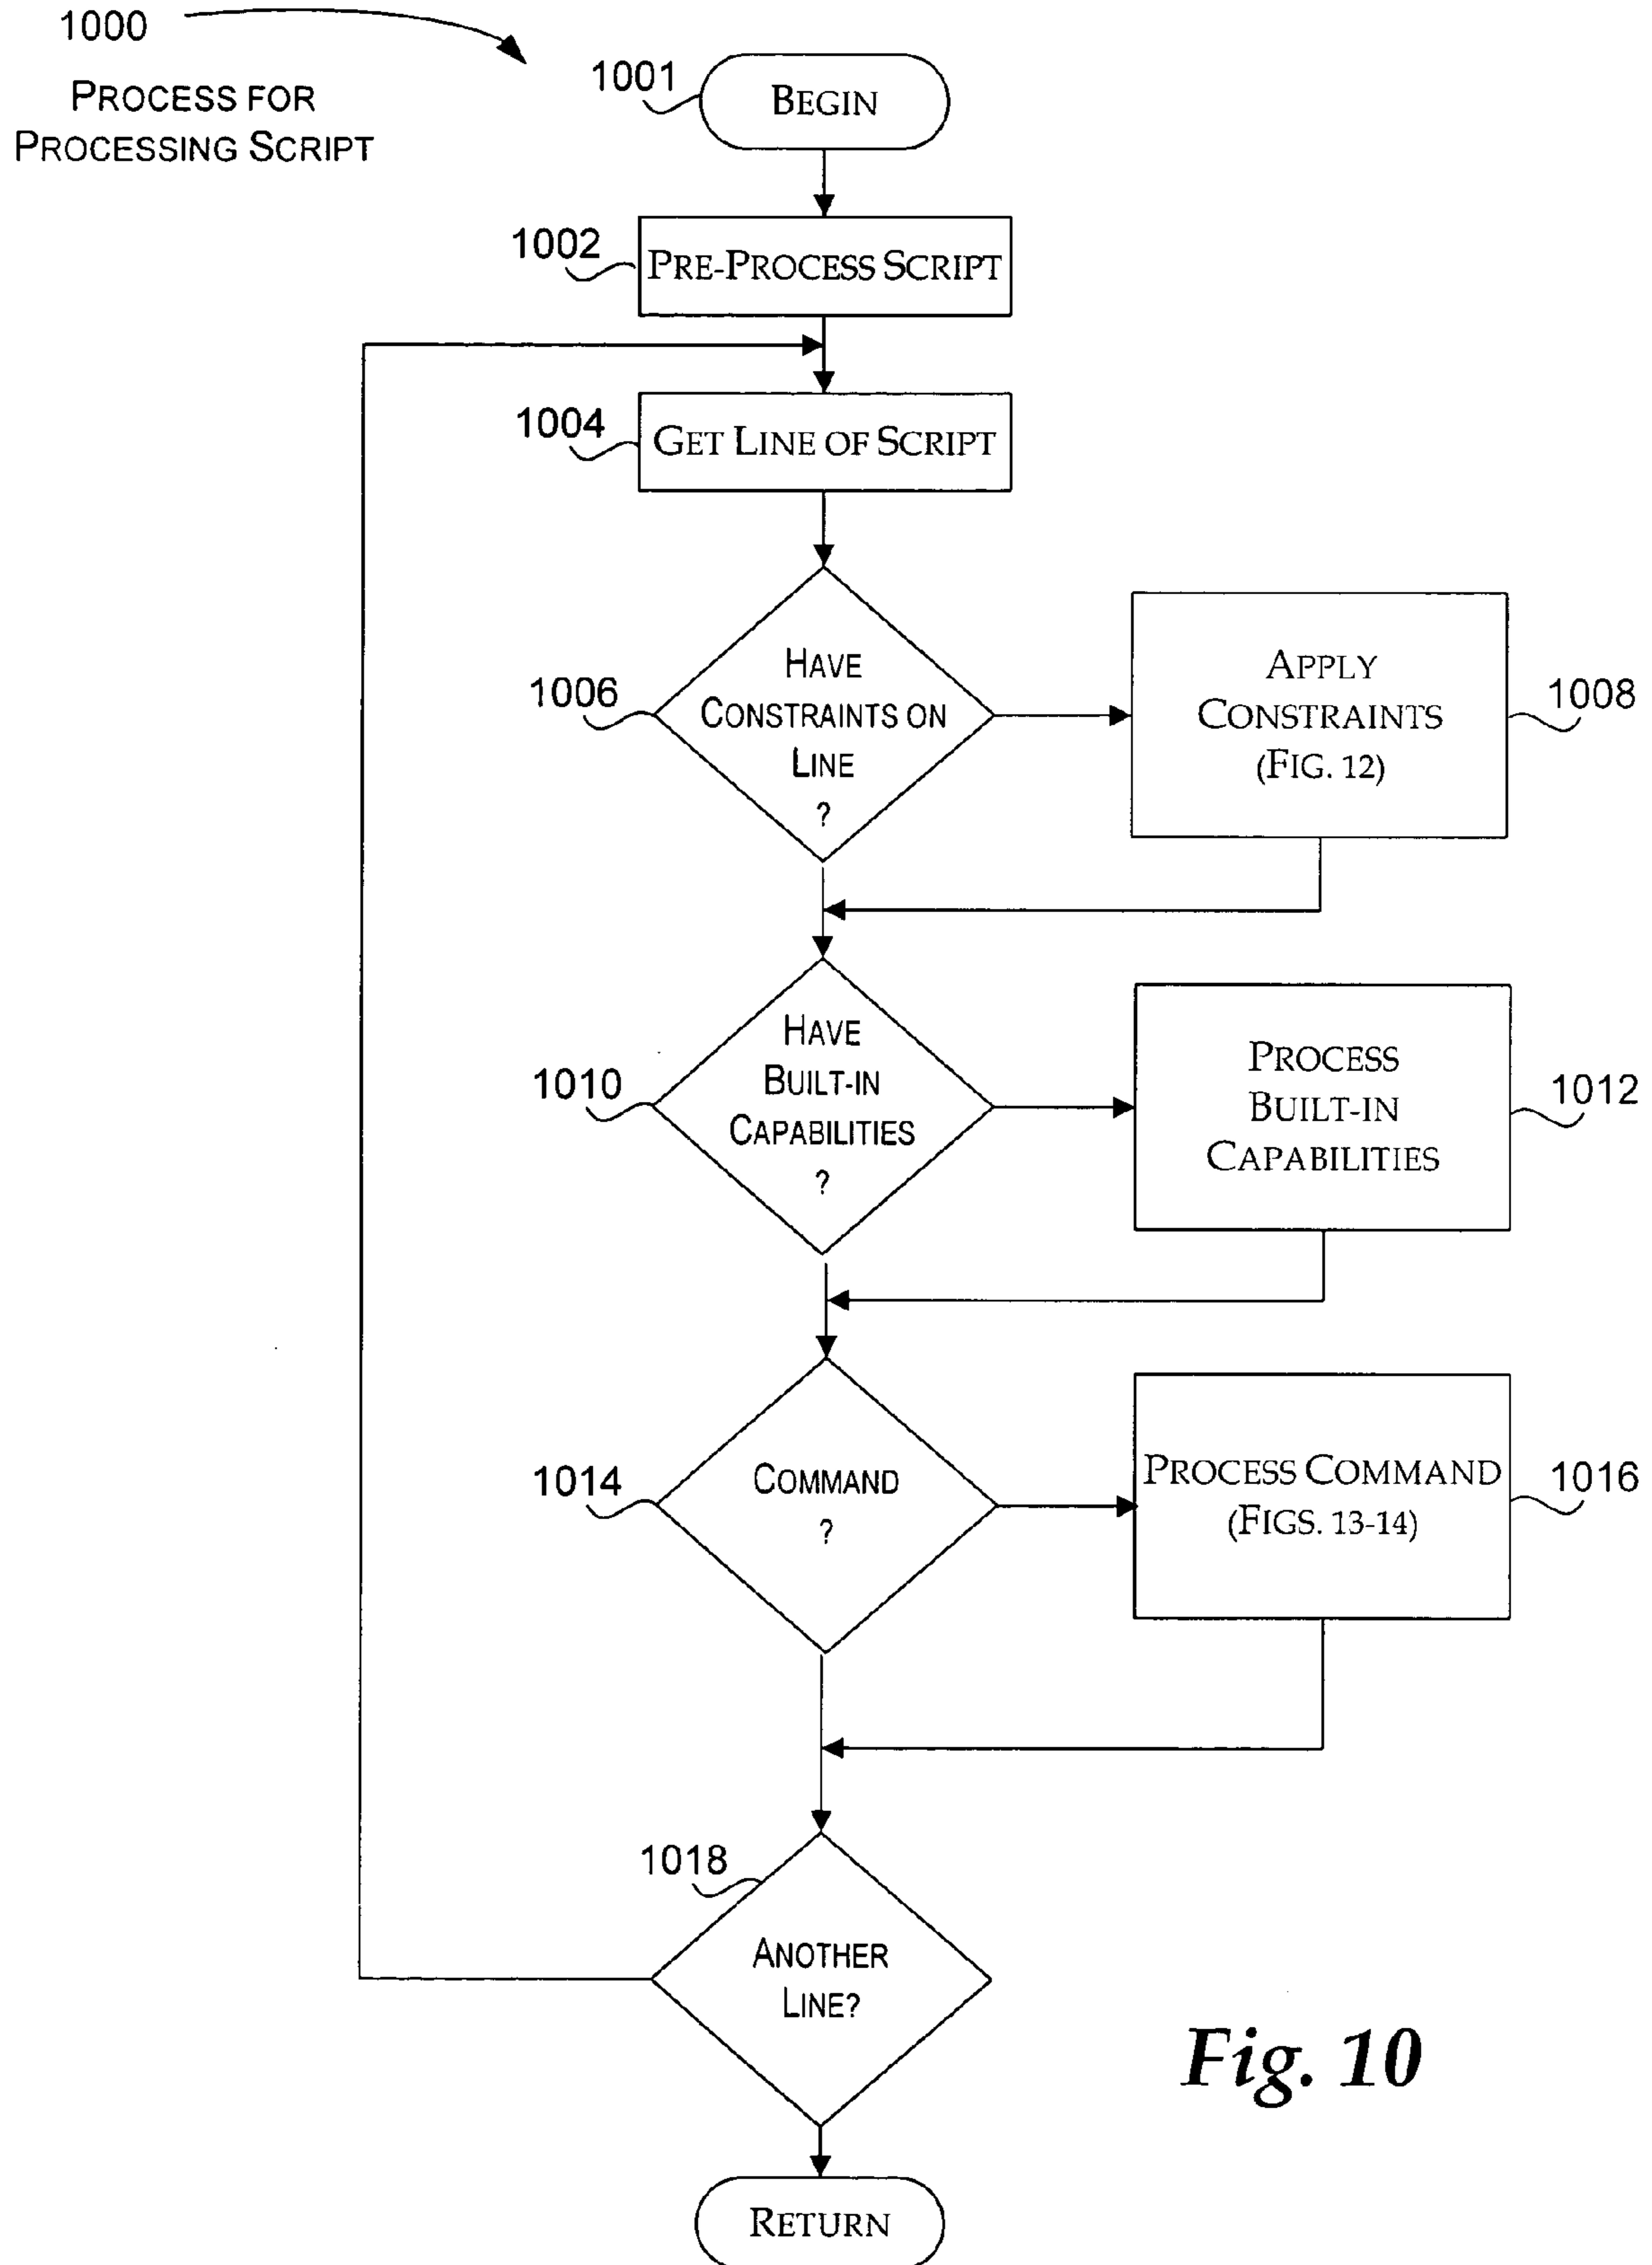 1000
PROCESS FOR
PROCESSING SCRIPT
1001
BEGIN
1002
PRE-PROCESS SCRIPT
1004
GET LINE OF SCRIPT
1006
HAVE
CONSTRAINTS ON
LINE
?
APPLY
CONSTRAINTS
(FIG. 12)
1008
1010
HAVE
BUILT-IN
CAPABILITIES
?
PROCESS
BUILT-IN
CAPABILITIES
1012
1014
COMMAND
?
PROCESS COMMAND
(FIGS. 13-14)
1016
1018
ANOTHER
LINE?
Fig. 10
RETURN